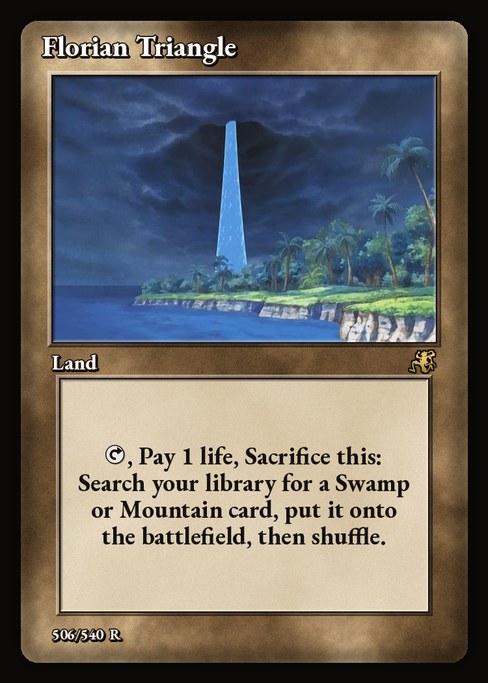 Florian Triangle
Land
, Pay 1 life, Sacrifice this:
Search your library for a Swamp
or Mountain card, put it onto
the battlefield, then shuffle.
506/540 R